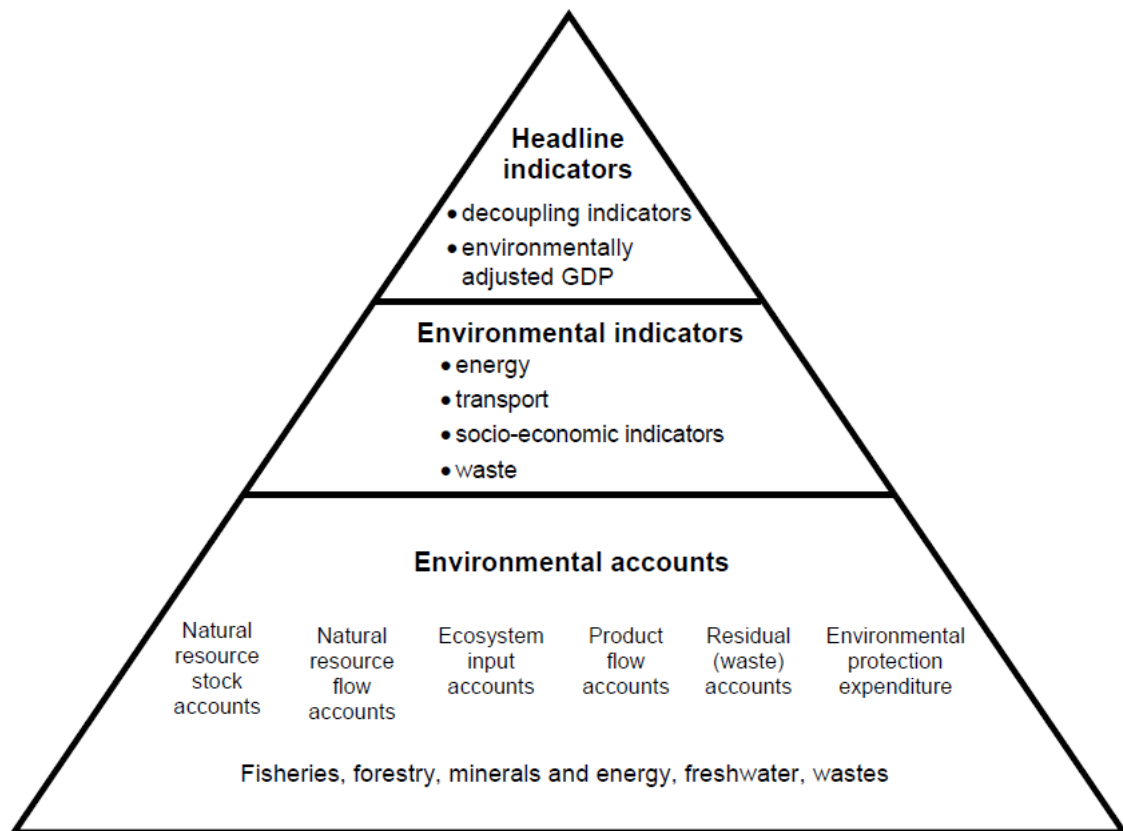 Headline
indicators
• decoupling indicators
• environmentally
adjusted GDP
Environmental indicators
• energy
• transport
• socio-economic indicators
• waste
Environmental accounts
Natural
resource
stock
accounts
Natural
resource
flow
accounts
Ecosystem
input
accounts
Product
flow
accounts
Residual
(waste)
accounts
Environmental
protection
expenditure
Fisheries, forestry, minerals and energy, freshwater, wastes